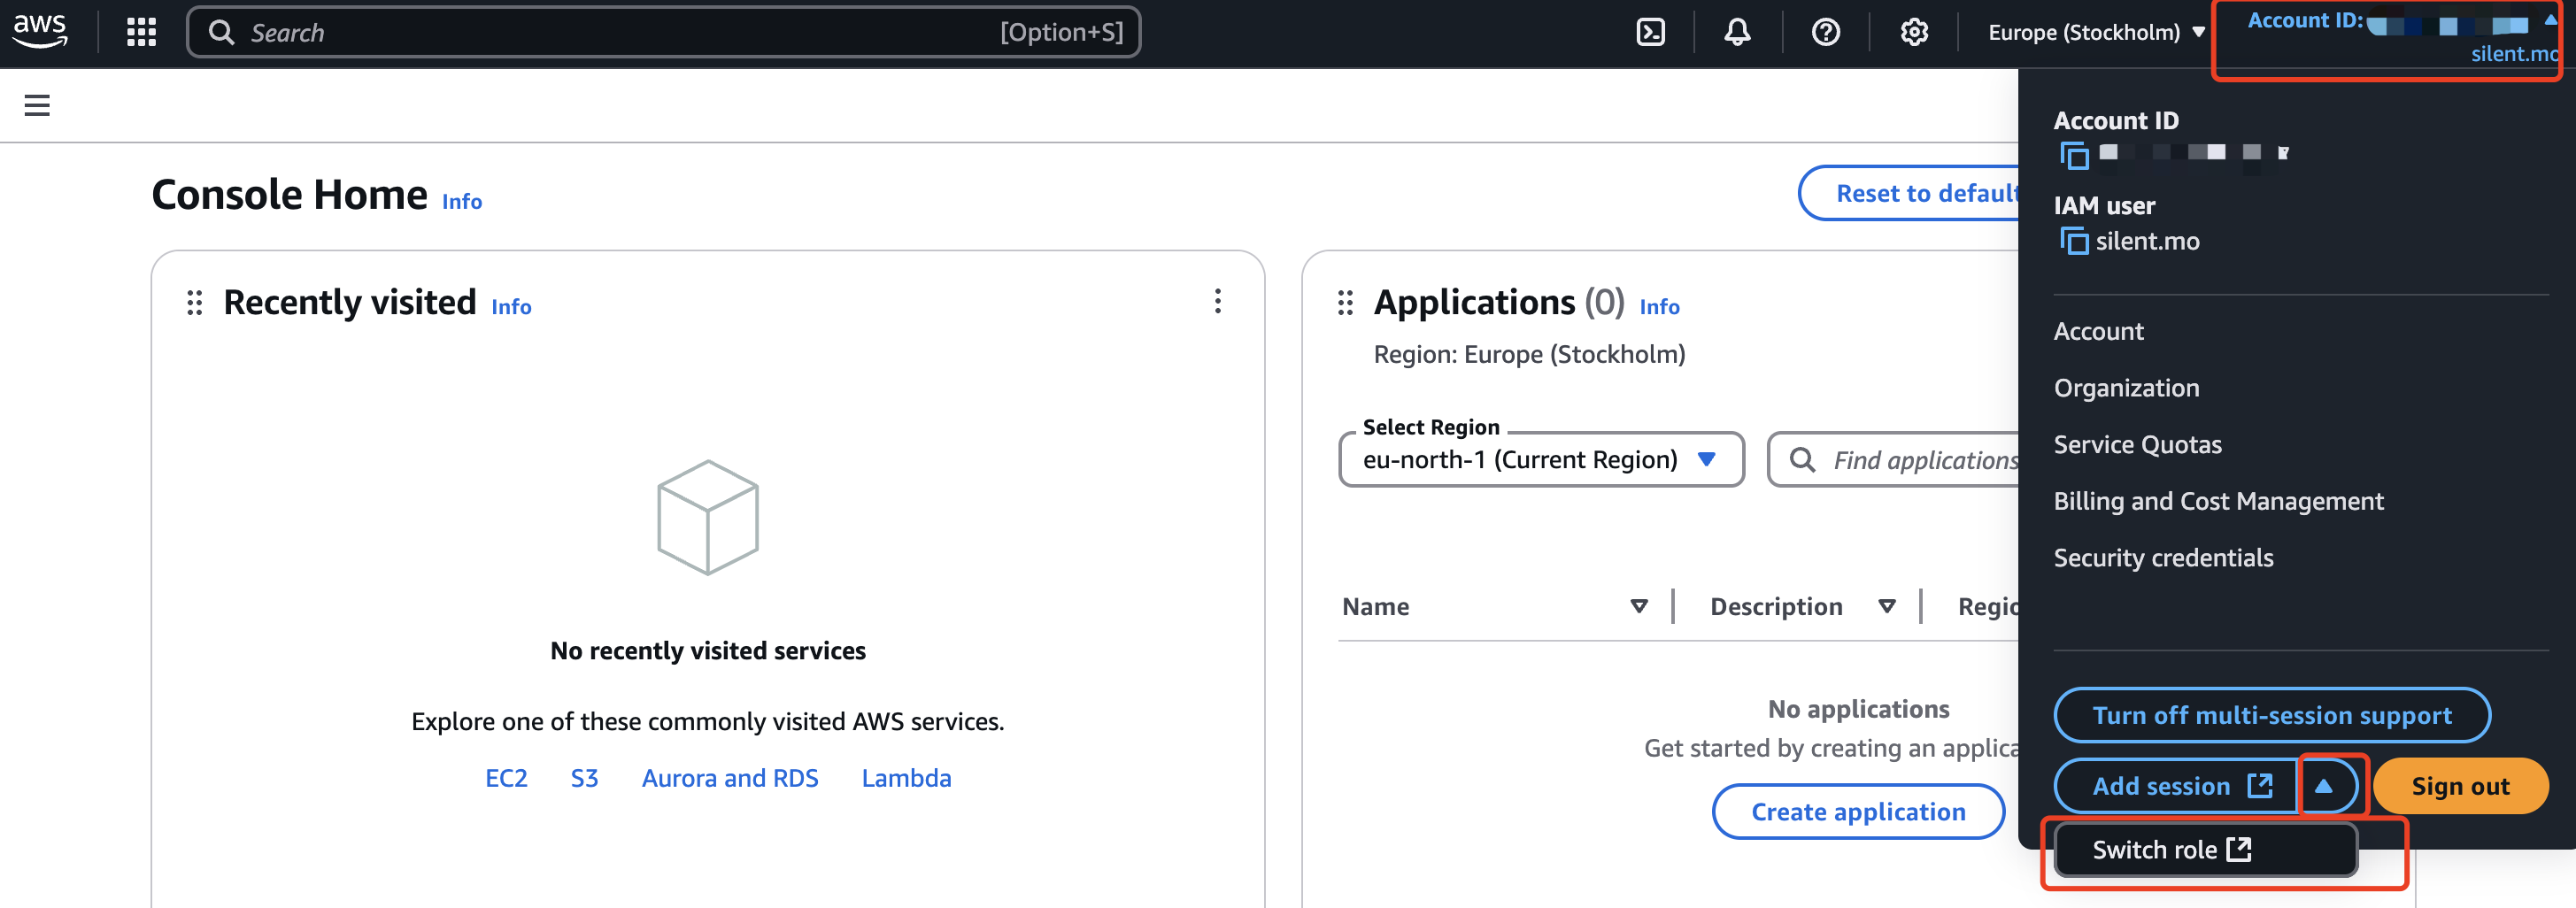 aws
Search
[Option+S]
Europe (Stockholm)
Account ID:
silent.mo
Account ID
IAM user
silent.mo
Account
Organization
Service Quotas
Billing and Cost Management
Security credentials
Turn off multi-session support
Add session
Sign out
Switch role
Console Home Info
Reset to default
Recently visited Info
No recently visited services
Explore one of these commonly visited AWS services.
EC2 S3 Aurora and RDS Lambda
Applications (0) Info
Region: Europe (Stockholm)
Select Region
eu-north-1 (Current Region)
Find applications
Name Description Regio
No applications
Get started by creating an applica
Create application